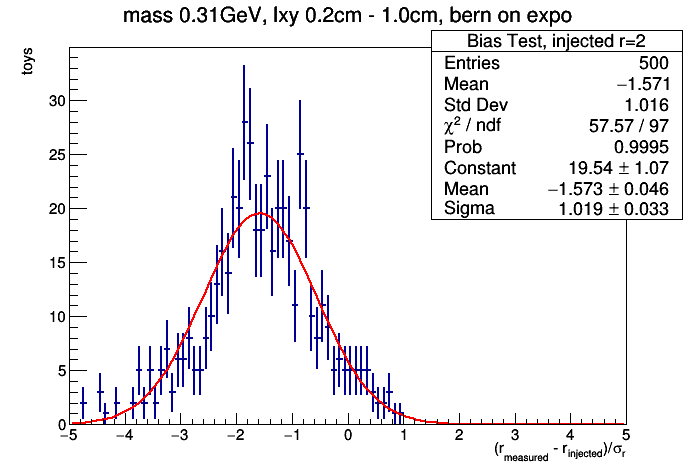 mass 0.31GeV, lxy 0.2cm - 1.0cm, bern on expo
Bias Test, injected r=2
Entries 500
Mean −1.571
Std Dev 1.016
χ² / ndf 57.57 / 97
Prob 0.9995
Constant 19.54 ± 1.07
Mean −1.573 ± 0.046
Sigma 1.019 ± 0.033
toys
30
25
20
15
10
5
0
−5 −4 −3 −2 −1 0 1 2 3 4 5
(r_measured - r_injected)/σ_r